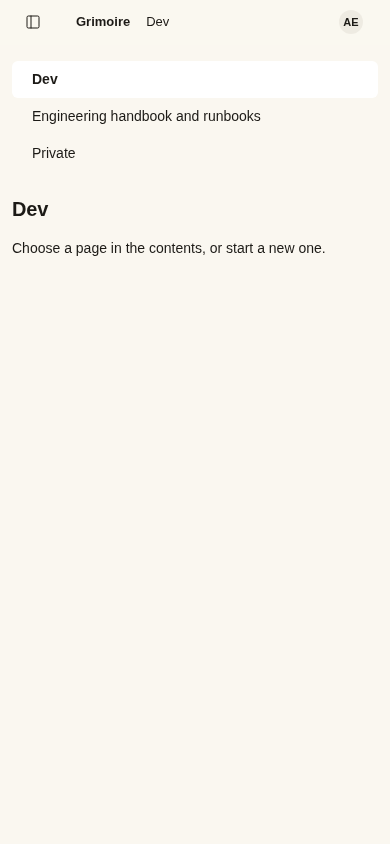 Grimoire Dev AE
Dev
Engineering handbook and runbooks
Private
Dev
Choose a page in the contents, or start a new one.